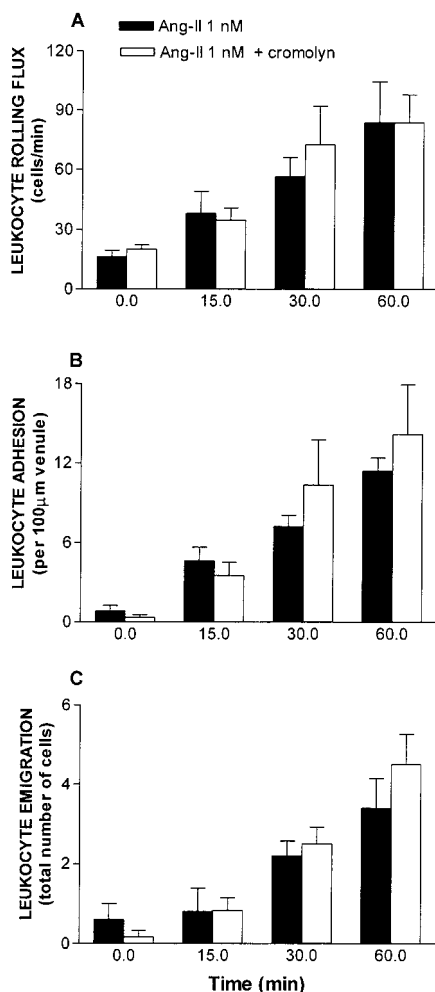 A
Ang-II 1 nM
Ang-II 1 nM + cromolyn
LEUKOCYTE ROLLING FLUX
(cells/min)
120
90
60
30
0
0.0 15.0 30.0 60.0
B
LEUKOCYTE ADHESION
(per 100µm venule)
18
12
6
0
0.0 15.0 30.0 60.0
C
LEUKOCYTE EMIGRATION
(total number of cells)
6
4
2
0
0.0 15.0 30.0 60.0
Time (min)